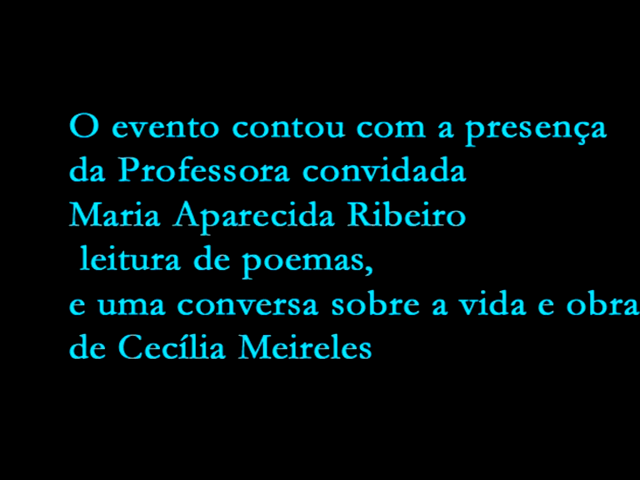 O evento contou com a presença
da Professora convidada
Maria Aparecida Ribeiro
leitura de poemas,
e uma conversa sobre a vida e obra
de Cecília Meireles